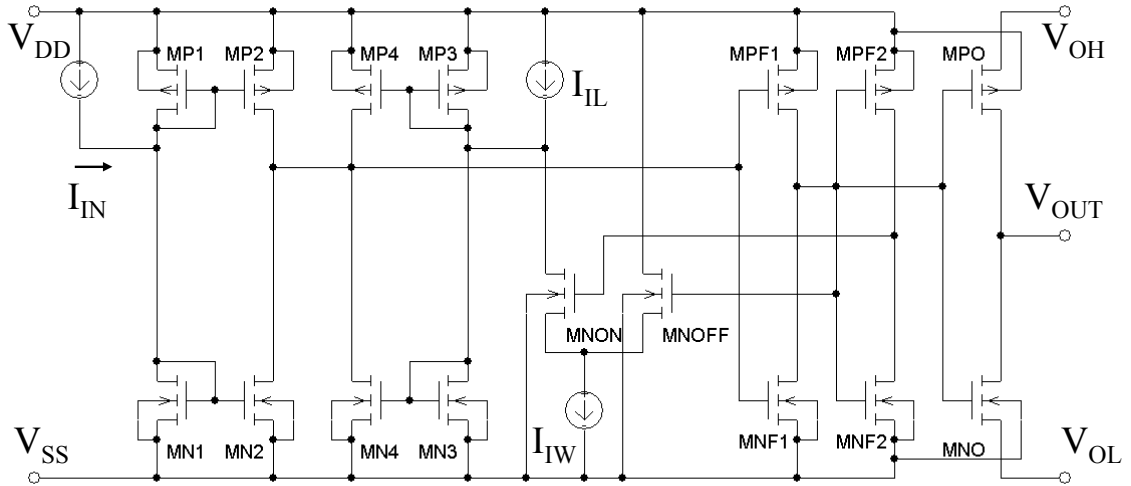 V_DD
MP1
MP2
MP4
MP3
I_IL
MPF1
MPF2
MPO
V_OH
I_IN
V_OUT
MNON
MNOFF
V_SS
MN1
MN2
MN4
MN3
I_IW
MNF1
MNF2
MNO
V_OL